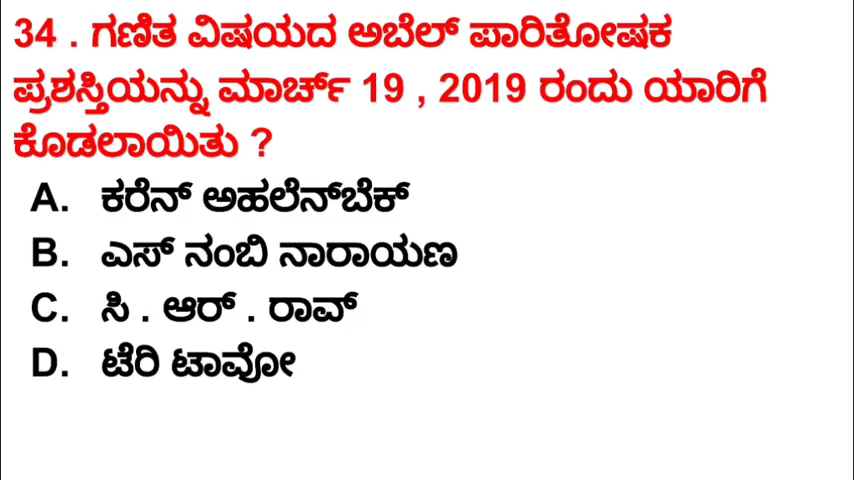 34 . ಗಣಿತ ವಿಷಯದ ಅಬೆಲ್ ಪಾರಿತೋಷಕ
ಪ್ರಶಸ್ತಿಯನ್ನು ಮಾರ್ಚ್ 19 , 2019 ರಂದು ಯಾರಿಗೆ
ಕೊಡಲಾಯಿತು ?
A. ಕರೆನ್ ಅಹಲೆನ್‌ಬೆಕ್
B. ಎಸ್ ನಂಬಿ ನಾರಾಯಣ
C. ಸಿ . ಆರ್ . ರಾವ್
D. ಟೆರಿ ಟಾವೋ